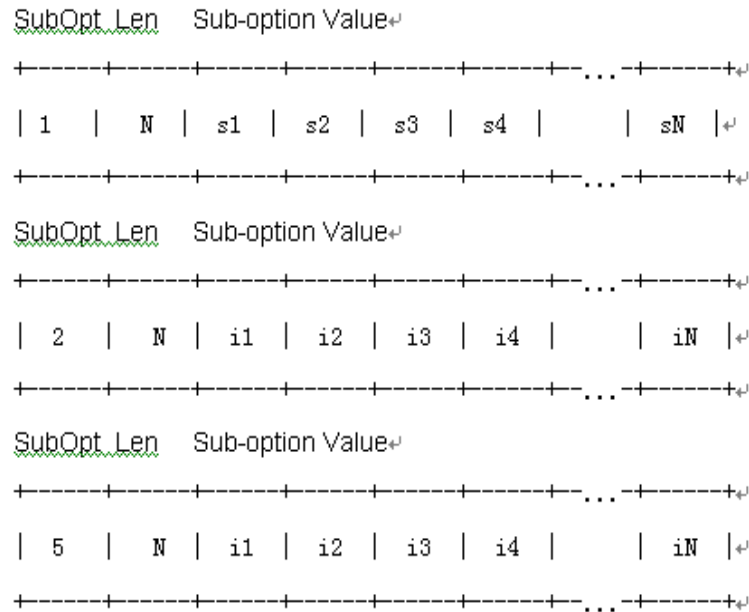 SubOpt Len Sub-option Value↵
+------+------+------+------+------+------+--...-+------+↵
| 1 | N | s1 | s2 | s3 | s4 | | sN |↵
+------+------+------+------+------+------+--...-+------+↵
SubOpt Len Sub-option Value↵
+------+------+------+------+------+------+--...-+------+↵
| 2 | N | i1 | i2 | i3 | i4 | | iN |↵
+------+------+------+------+------+------+--...-+------+↵
SubOpt Len Sub-option Value↵
+------+------+------+------+------+------+--...-+------+↵
| 5 | N | i1 | i2 | i3 | i4 | | iN |↵
+------+------+------+------+------+------+--...-+------+↵